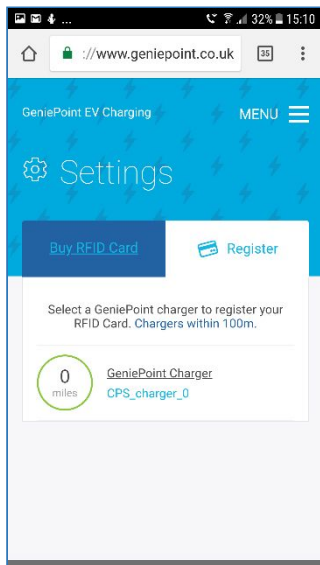 ... 32% 15:10
://www.geniepoint.co.uk 35
GeniePoint EV Charging MENU
Settings
Buy RFID Card Register
Select a GeniePoint charger to register your
RFID Card. Chargers within 100m.
0 GeniePoint Charger
miles CPS_charger_0